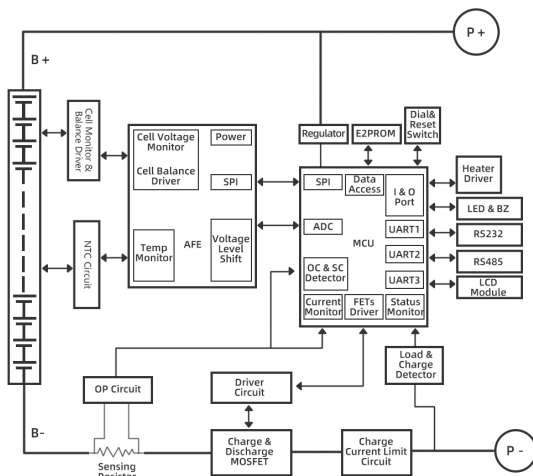 P +
B +
Cell Monitor &
Balance Driver
Cell Voltage
Monitor
Cell Balance
Driver
Power
SPI
Temp
Monitor
AFE
Voltage
Level
Shift
NTC Circuit
Regulator
E2PROM
Dial&
Reset
Switch
SPI
Data
Access
I & O
Port
ADC
MCU
UART1
UART2
UART3
OC & SC
Detector
Current
Monitor
FETs
Driver
Status
Monitor
Heater
Driver
LED & BZ
RS232
RS485
LCD
Module
OP Circuit
Driver
Circuit
Load &
Charge
Detector
B-
Sensing
Resistor
Charge &
Discharge
MOSFET
Charge
Current Limit
Circuit
P -